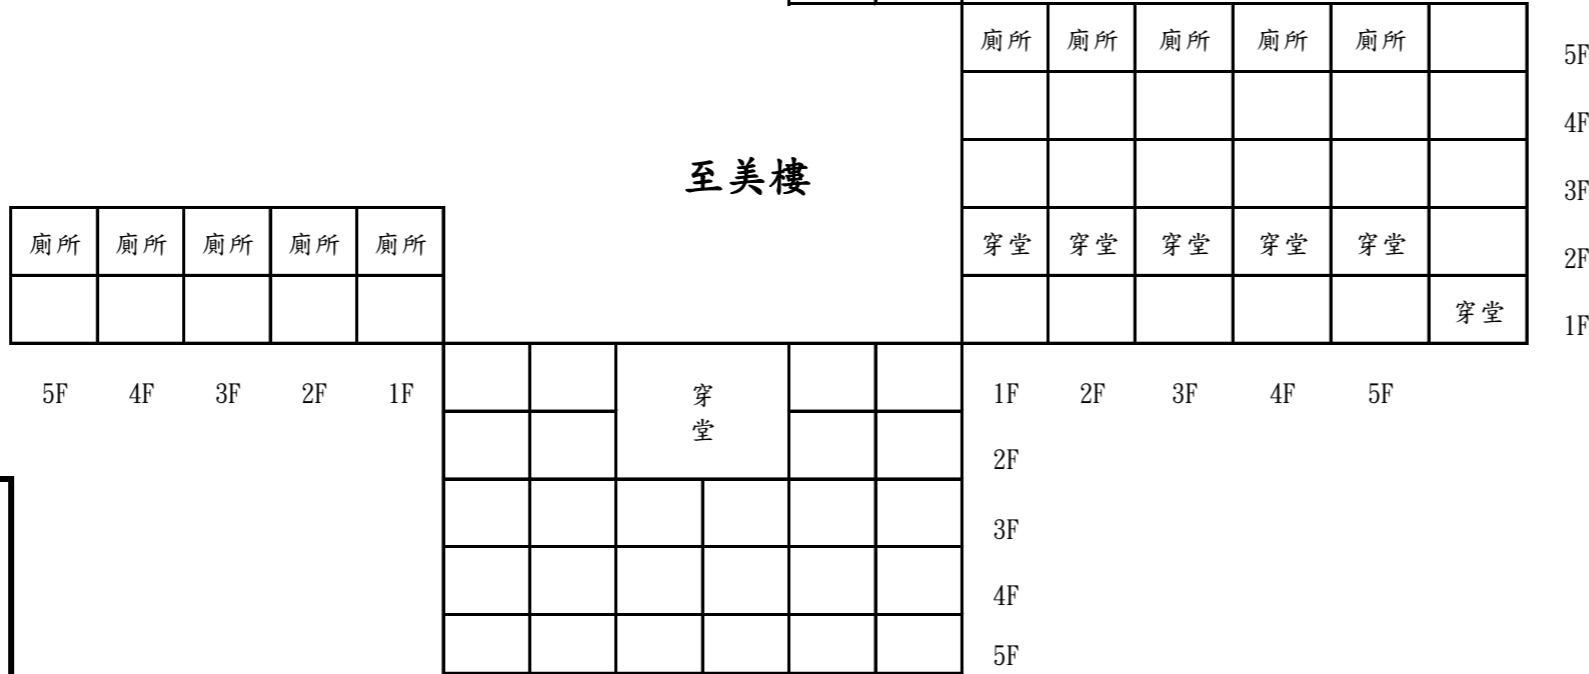 廁所 廁所 廁所 廁所 廁所
5F
4F
至美樓
3F
廁所 廁所 廁所 廁所 廁所
穿堂 穿堂 穿堂 穿堂 穿堂
2F
穿堂
1F
5F 4F 3F 2F 1F
穿
堂
1F 2F 3F 4F 5F
2F
3F
4F
5F